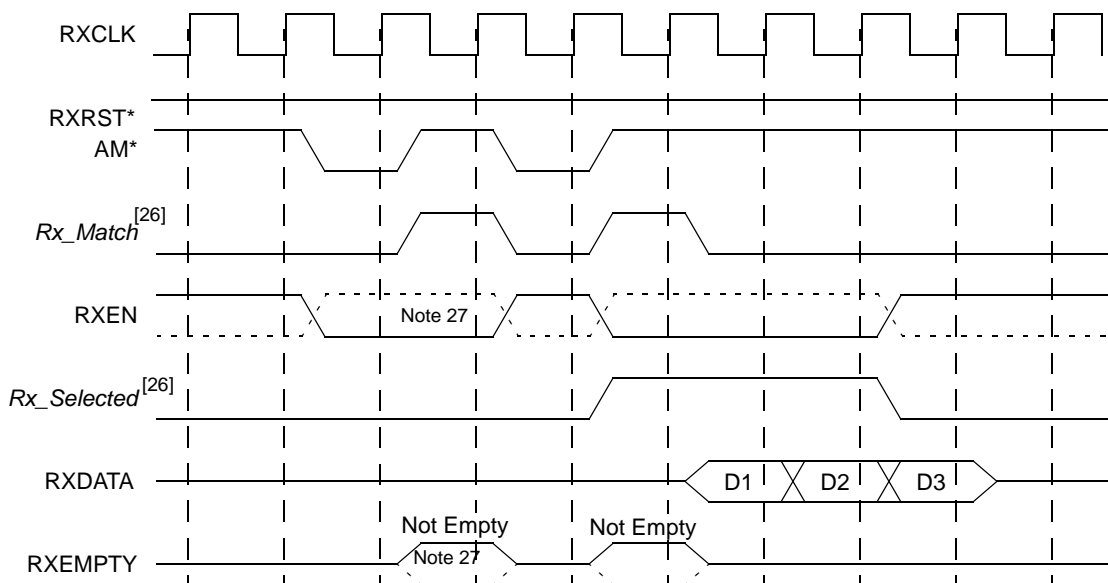 RXCLK
RXRST*
AM*
Rx_Match[26]
RXEN
Note 27
Rx_Selected[26]
RXDATA
D1
D2
D3
Not Empty
Not Empty
Note 27
RXEMPTY